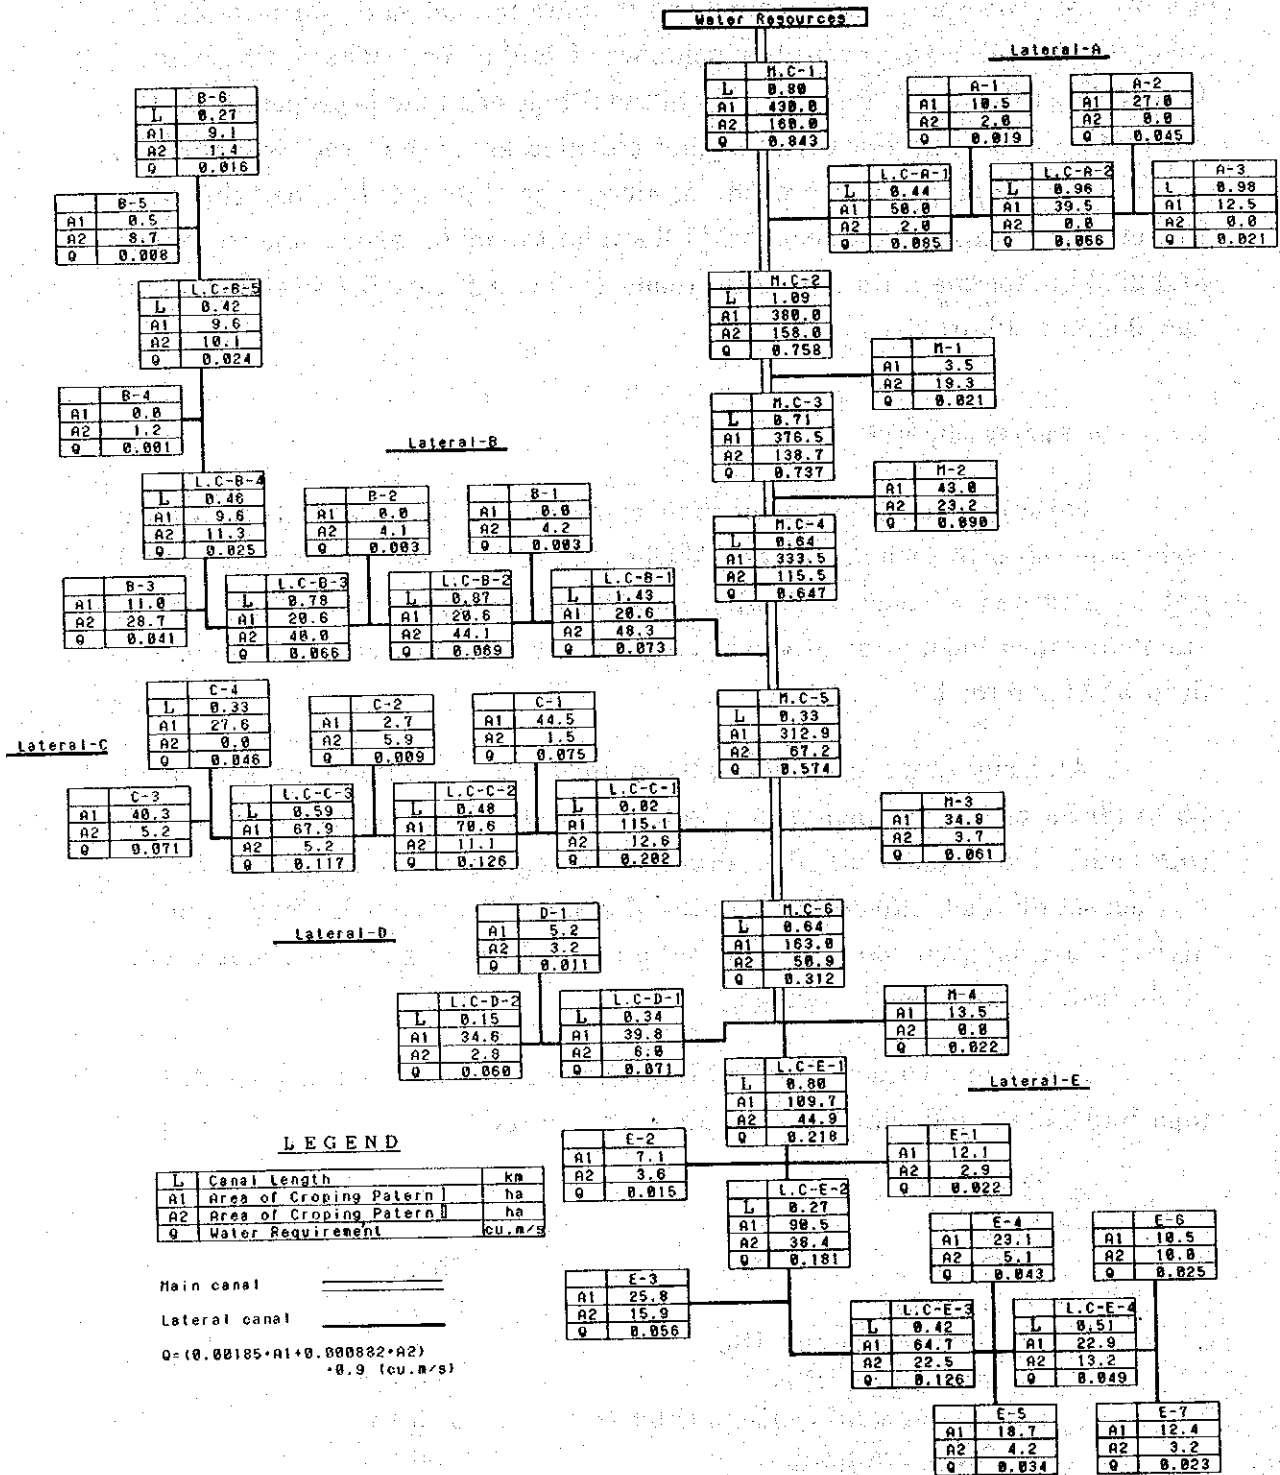 Water Resources
Lateral-A
M.C-1
L 0.80
A1 430.0
A2 160.0
Q 0.843
A-1
A1 10.5
A2 2.0
Q 0.019
A-2
A1 27.0
A2 0.0
Q 0.045
B-6
L 0.27
A1 9.1
A2 1.4
Q 0.016
L.C-A-1
L 0.44
A1 50.0
A2 2.0
Q 0.085
L.C-A-2
L 0.96
A1 39.5
A2 0.0
Q 0.066
A-3
L 0.98
A1 12.5
A2 0.0
Q 0.021
B-5
A1 0.5
A2 8.7
Q 0.008
L.C-B-5
L 0.42
A1 9.6
A2 10.1
Q 0.024
M.C-2
L 1.09
A1 380.0
A2 158.0
Q 0.758
M-1
A1 3.5
A2 19.3
Q 0.021
B-4
A1 0.0
A2 1.2
Q 0.001
M.C-3
L 0.71
A1 376.5
A2 138.7
Q 0.737
Lateral-B
M-2
A1 43.0
A2 23.2
Q 0.090
L.C-B-4
L 0.46
A1 9.6
A2 11.3
Q 0.025
B-2
A1 0.0
A2 4.1
Q 0.003
B-1
A1 0.0
A2 4.2
Q 0.003
M.C-4
L 0.64
A1 333.5
A2 115.5
Q 0.647
B-3
A1 11.0
A2 28.7
Q 0.041
L.C-B-3
L 0.78
A1 20.6
A2 40.0
Q 0.066
L.C-B-2
L 0.87
A1 20.6
A2 44.1
Q 0.069
L.C-B-1
L 1.43
A1 20.6
A2 48.3
Q 0.073
C-4
L 0.33
A1 27.6
A2 0.0
Q 0.046
C-2
A1 2.7
A2 5.9
Q 0.009
C-1
A1 44.5
A2 1.5
Q 0.075
M.C-5
L 0.33
A1 312.9
A2 67.2
Q 0.574
Lateral-C
C-3
A1 40.3
A2 5.2
Q 0.071
L.C-C-3
L 0.59
A1 67.9
A2 5.2
Q 0.117
L.C-C-2
L 0.48
A1 70.6
A2 11.1
Q 0.126
L.C-C-1
L 0.02
A1 115.1
A2 12.6
Q 0.202
M-3
A1 34.8
A2 3.7
Q 0.061
Lateral-D
D-1
A1 5.2
A2 3.2
Q 0.011
M.C-6
L 0.64
A1 163.0
A2 50.9
Q 0.312
L.C-D-2
L 0.15
A1 34.6
A2 2.8
Q 0.060
L.C-D-1
L 0.34
A1 39.8
A2 6.0
Q 0.071
M-4
A1 13.5
A2 0.0
Q 0.022
L.C-E-1
L 0.80
A1 109.7
A2 44.9
Q 0.218
Lateral-E
E-2
A1 7.1
A2 3.6
Q 0.015
E-1
A1 12.1
A2 2.9
Q 0.022
L.C-E-2
L 0.27
A1 90.5
A2 38.4
Q 0.181
E-4
A1 23.1
A2 5.1
Q 0.043
E-6
A1 10.5
A2 10.0
Q 0.025
E-3
A1 25.8
A2 15.9
Q 0.056
L.C-E-3
L 0.42
A1 64.7
A2 22.5
Q 0.126
L.C-E-4
L 0.51
A1 22.9
A2 13.2
Q 0.049
E-5
A1 18.7
A2 4.2
Q 0.034
E-7
A1 12.4
A2 3.2
Q 0.023
LEGEND
L Canal Length km
A1 Area of Croping Patern I ha
A2 Area of Croping Patern II ha
Q Water Requirement cu.m/s
Main canal
Lateral canal
Q=(0.00185*A1+0.000882*A2)
*0.9 (cu.m/s)